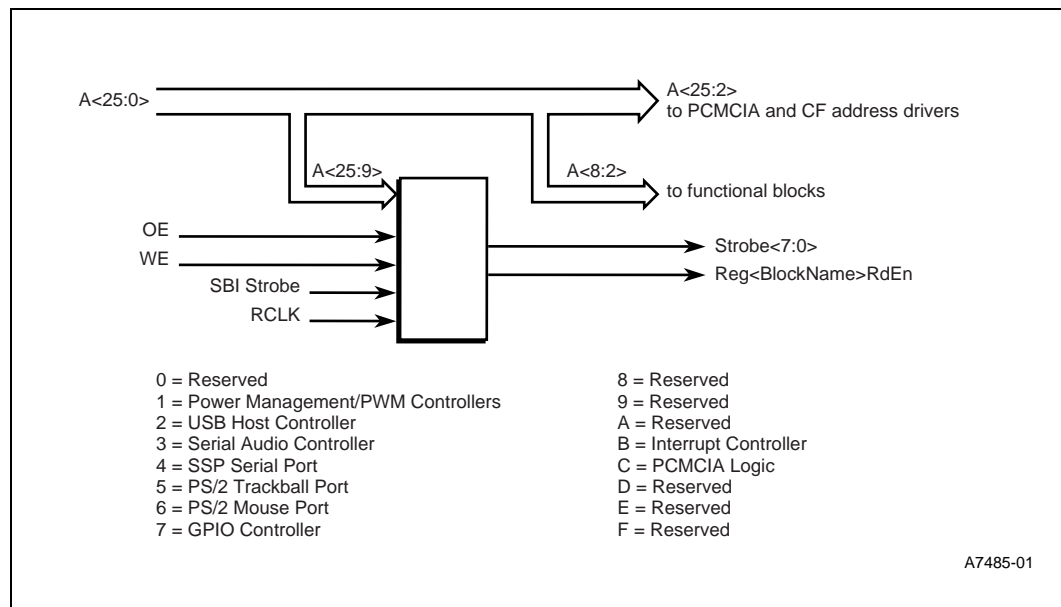 A<25:0>
A<25:2>
to PCMCIA and CF address drivers
A<25:9>
A<8:2>
to functional blocks
OE
WE
SBI Strobe
RCLK
Strobe<7:0>
Reg<BlockName>RdEn
0 = Reserved
1 = Power Management/PWM Controllers
2 = USB Host Controller
3 = Serial Audio Controller
4 = SSP Serial Port
5 = PS/2 Trackball Port
6 = PS/2 Mouse Port
7 = GPIO Controller
8 = Reserved
9 = Reserved
A = Reserved
B = Interrupt Controller
C = PCMCIA Logic
D = Reserved
E = Reserved
F = Reserved
A7485-01